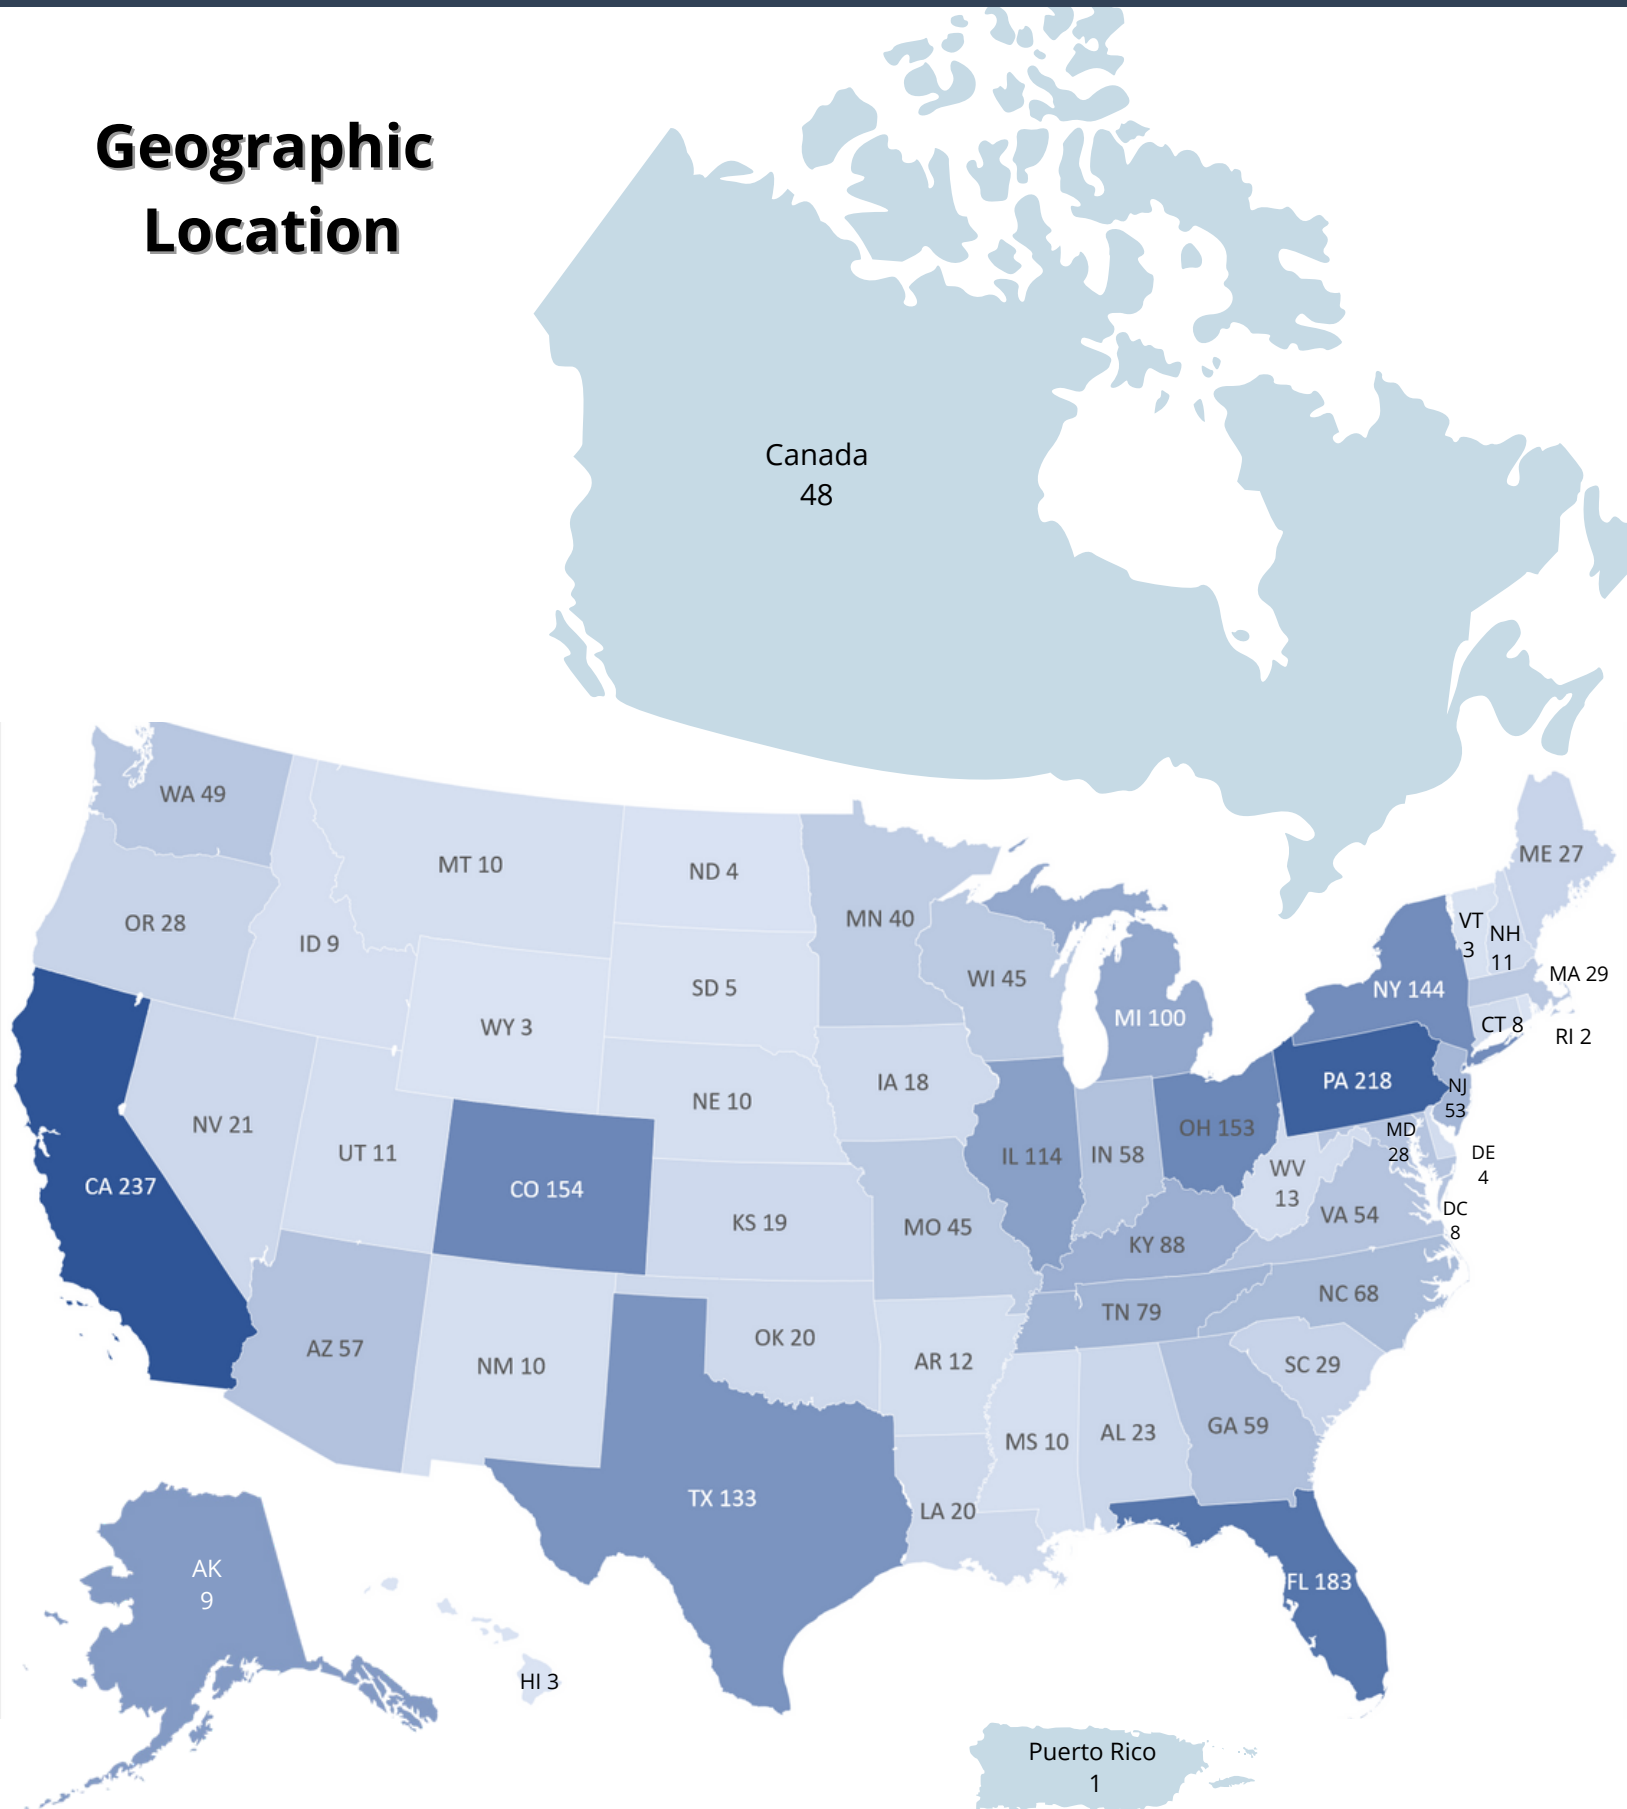 Geographic
Location
Canada
48
WA 49
MT 10
ND 4
ME 27
OR 28
ID 9
MN 40
VT
3
NH
11
SD 5
WI 45
MA 29
NY 144
WY 3
MI 100
CT 8
RI 2
IA 18
PA 218
NJ
53
NE 10
NV 21
UT 11
OH 153
MD
28
CA 237
IL 114
IN 58
DE
4
CO 154
WV
13
KS 19
MO 45
VA 54
DC
8
KY 88
NC 68
TN 79
AZ 57
OK 20
NM 10
AR 12
SC 29
MS 10
AL 23
GA 59
TX 133
LA 20
AK
9
FL 183
HI 3
Puerto Rico
1